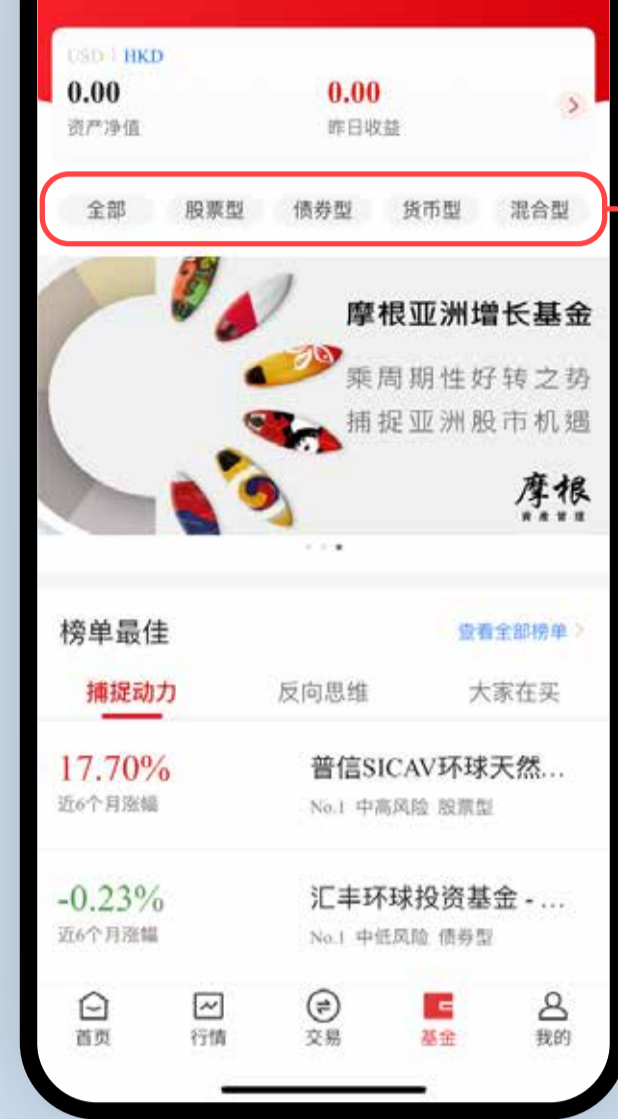 USD | HKD
0.00 0.00
资产净值 昨日收益
全部 股票型 债券型 货币型 混合型
摩根亚洲增长基金
乘周期性好转之势
捕捉亚洲股市机遇
摩根
資產管理
榜单最佳 查看全部榜单
捕捉动力 反向思维 大家在买
17.70% 普信SICAV环球天然...
近6个月涨幅 No.1 中高风险 股票型
-0.23% 汇丰环球投资基金 - ...
近6个月涨幅 No.1 中低风险 债券型
首页 行情 交易 基金 我的